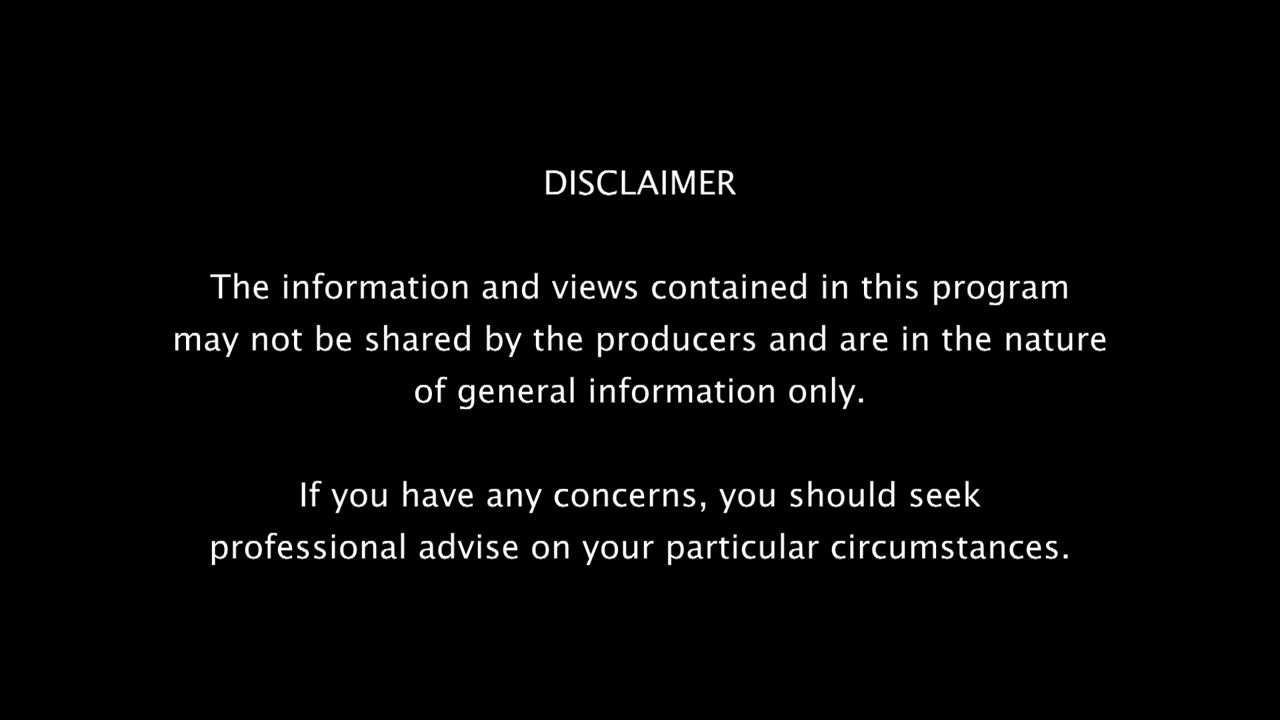 DISCLAIMER
The information and views contained in this program
may not be shared by the producers and are in the nature
of general information only.
If you have any concerns, you should seek
professional advise on your particular circumstances.